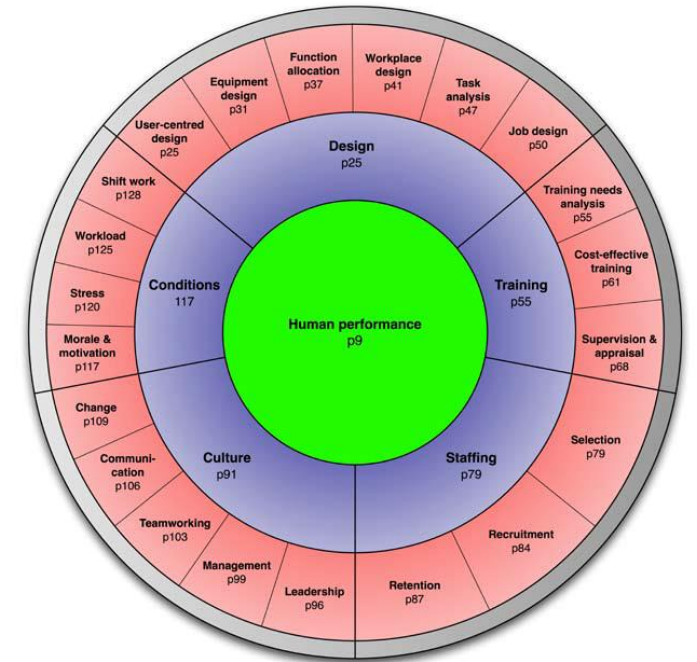 Function
allocation
p37
Workplace
design
p41
Task
analysis
p47
Job design
p50
Training needs
analysis
p55
Cost-effective
training
p61
Supervision &
appraisal
p68
Selection
p79
Recruitment
p84
Retention
p87
Leadership
p96
Management
p99
Teamworking
p103
Communi-
cation
p106
Change
p109
Morale &
motivation
p117
Stress
p120
Workload
p125
Shift work
p128
User-centred
design
p25
Equipment
design
p31
Design
p25
Training
p55
Staffing
p79
Culture
p91
Conditions
117
Human performance
p9